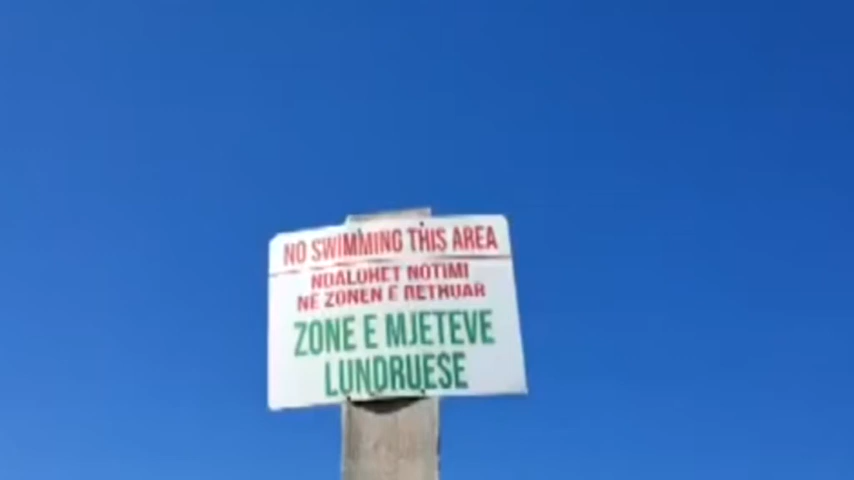 NO SWIMMING THIS AREA
NDALOHET NOTIMI
NE ZONEN E RETHUAR
ZONE E MJETEVE
LUNDRUESE